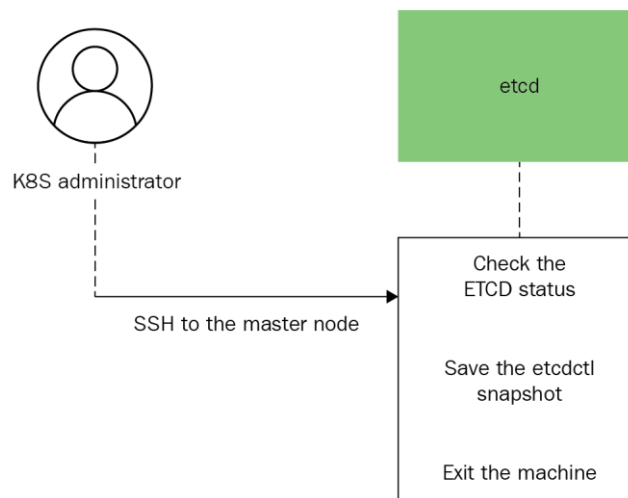 etcd
K8S administrator
SSH to the master node
Check the
ETCD status
Save the etcdctl
snapshot
Exit the machine